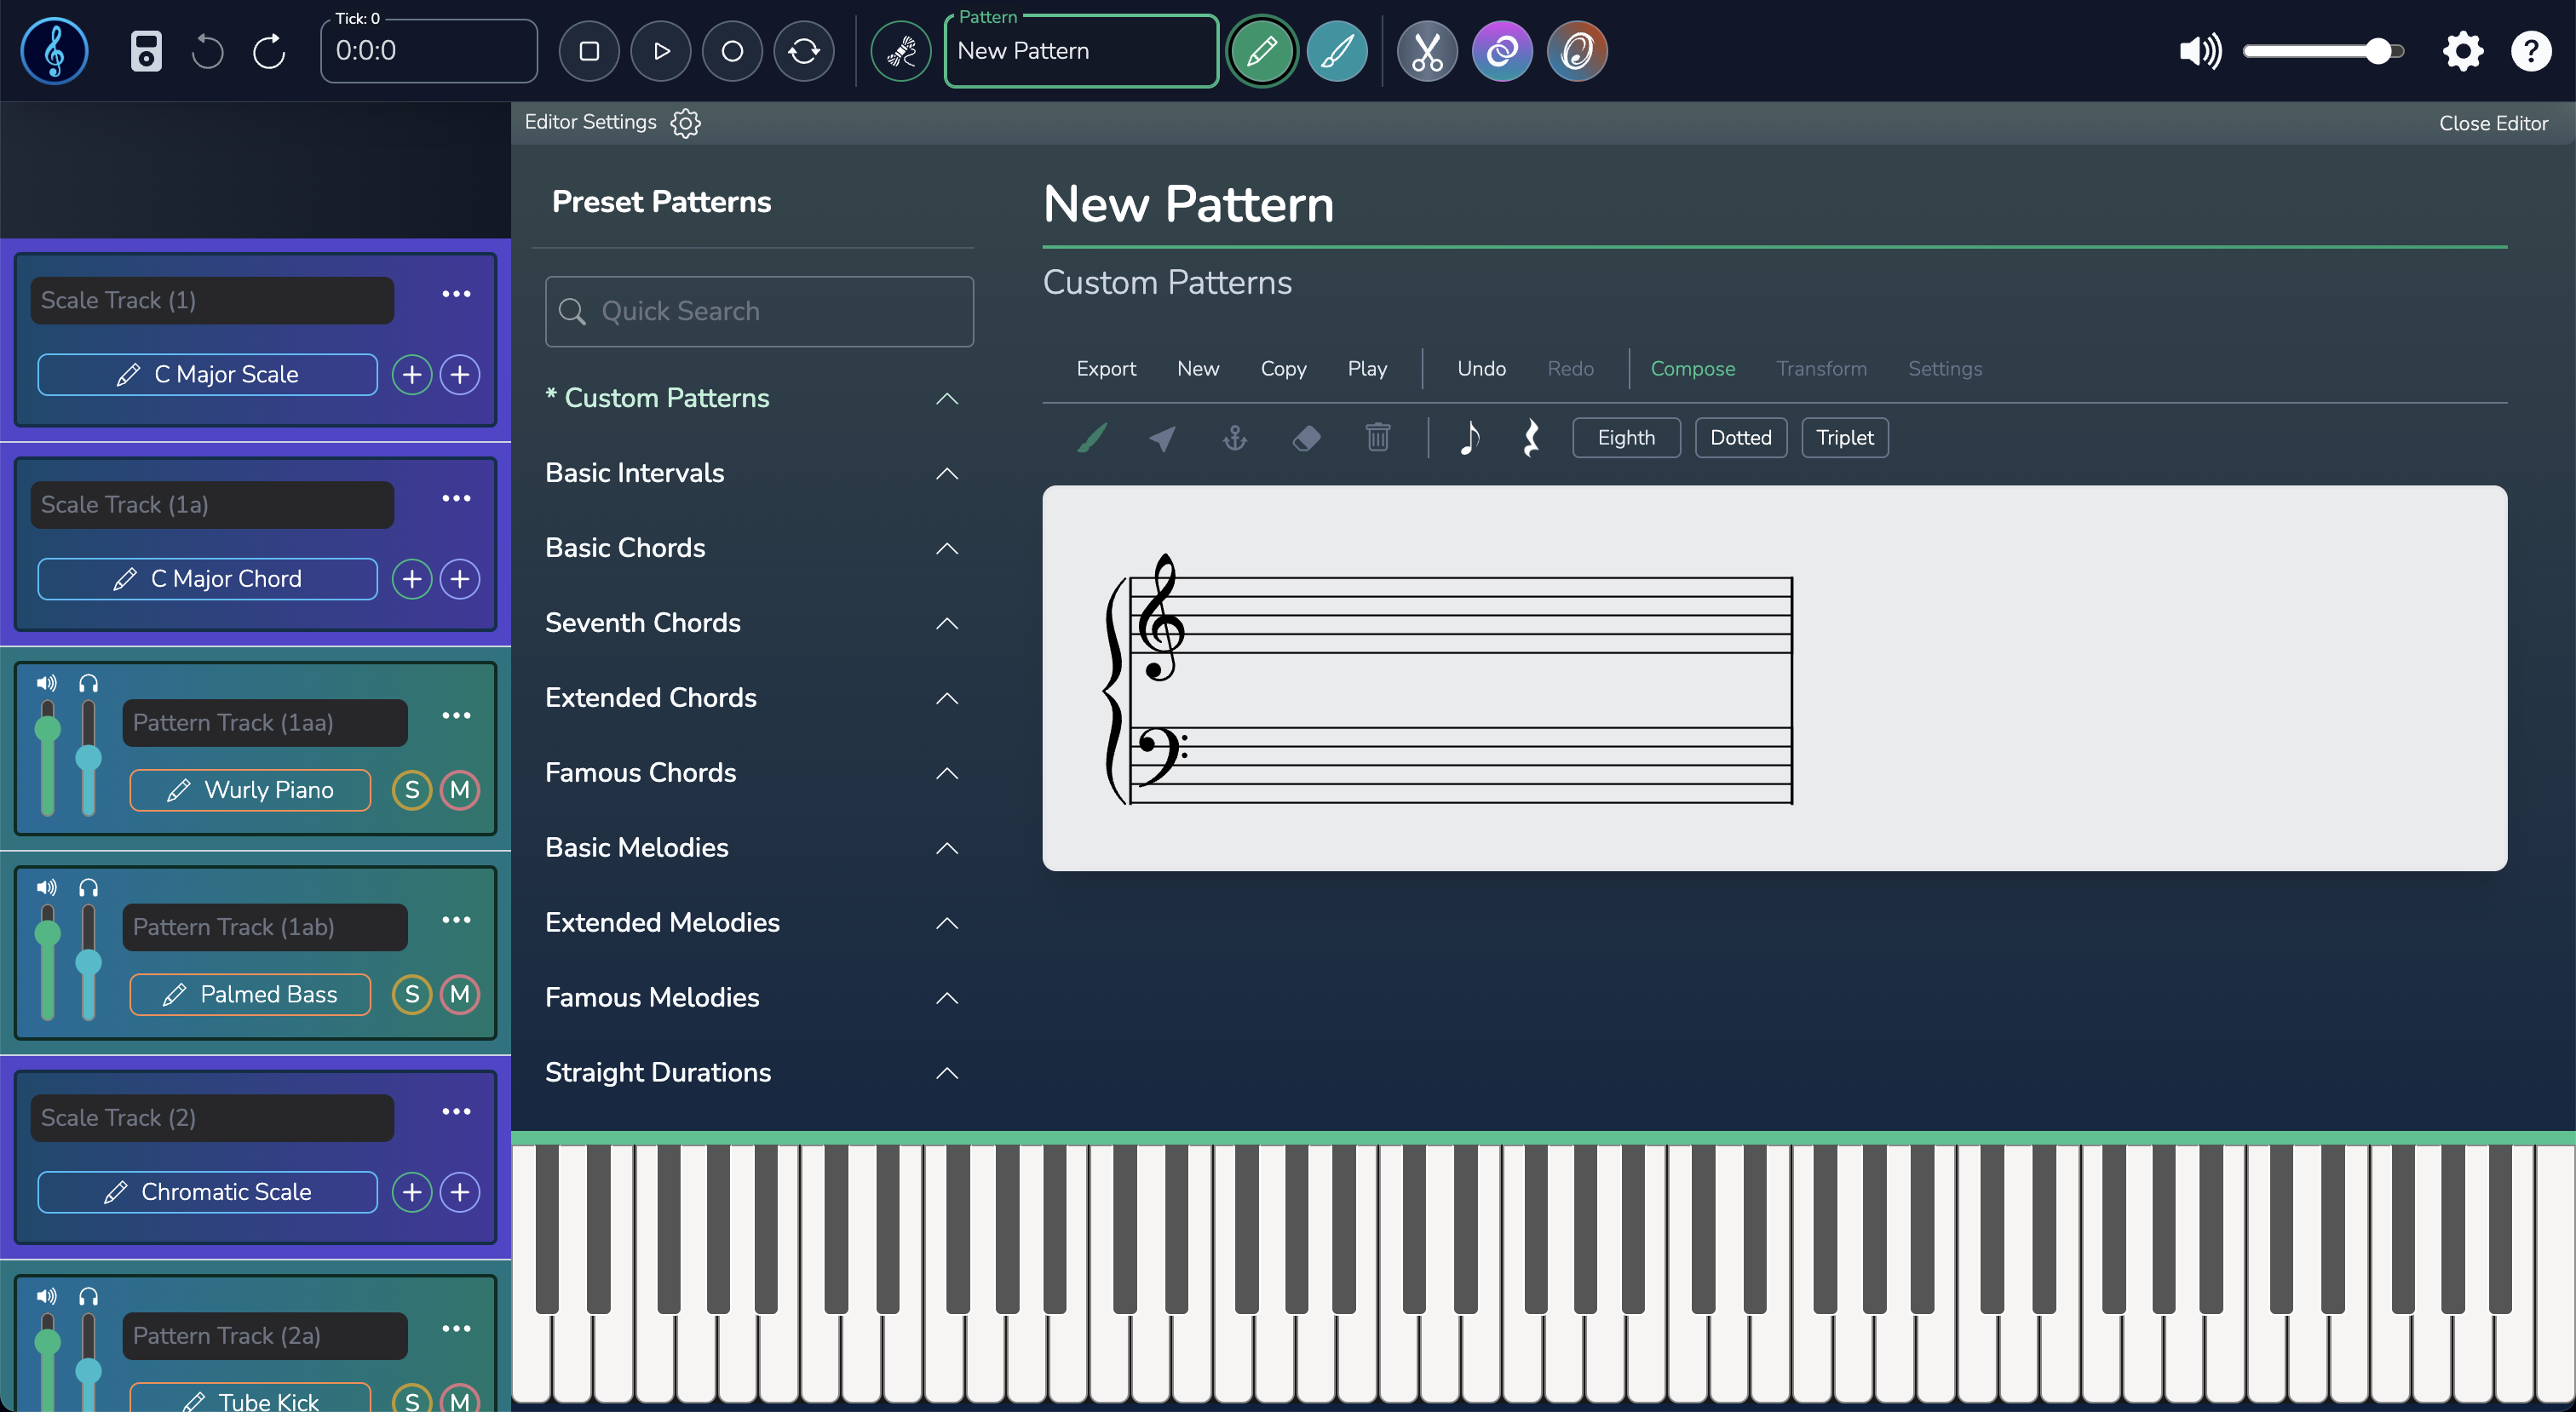 Tick: 0
0:0:0
Pattern
New Pattern
?
Editor Settings
Close Editor
Scale Track (1)
C Major Scale
Scale Track (1a)
C Major Chord
Pattern Track (1aa)
Wurly Piano
S
M
Pattern Track (1ab)
Palmed Bass
S
M
Scale Track (2)
Chromatic Scale
Pattern Track (2a)
Tube Kick
S
M
Preset Patterns
Quick Search
* Custom Patterns
Basic Intervals
Basic Chords
Seventh Chords
Extended Chords
Famous Chords
Basic Melodies
Extended Melodies
Famous Melodies
Straight Durations
New Pattern
Custom Patterns
Export New Copy Play Undo Redo Compose Transform Settings
Eighth Dotted Triplet